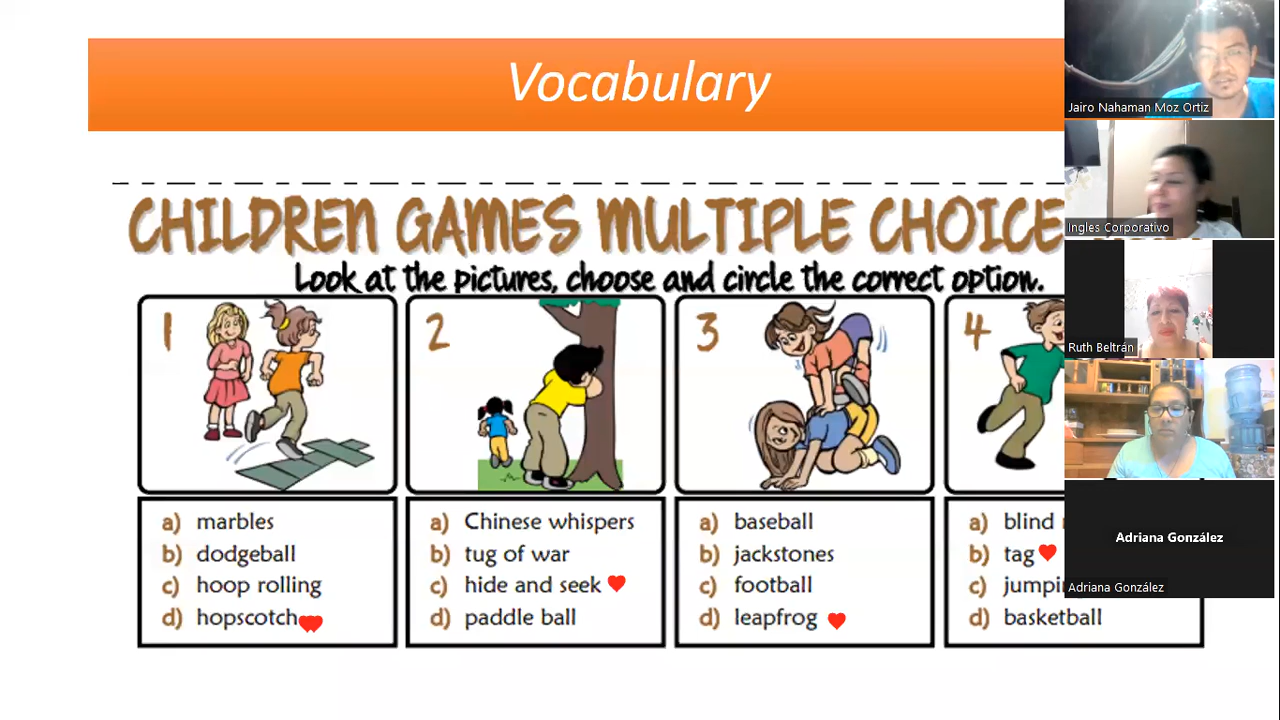 Vocabulary
CHILDREN GAMES MULTIPLE CHOICE
Look at the pictures, choose and circle the correct option.
1
2
3
4
a) marbles
b) dodgeball
c) hoop rolling
d) hopscotch
a) Chinese whispers
b) tug of war
c) hide and seek
d) paddle ball
a) baseball
b) jackstones
c) football
d) leapfrog
a) blind
b) tag
c)
d) basketball
Jairo Nahaman Moz Ortiz
Ingles Corporativo
Ruth Beltrán
Adriana González
Adriana González